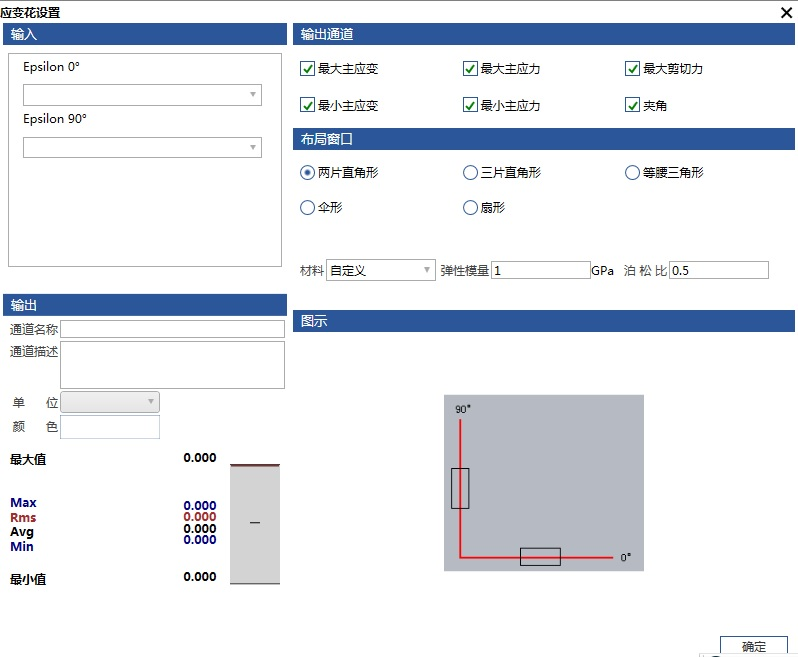 应变花设置
输入
Epsilon 0°
Epsilon 90°
输出通道
最大主应变 最大主应力 最大剪切力
最小主应变 最小主应力 夹角
布局窗口
两片直角形 三片直角形 等腰三角形
伞形 扇形
材料 自定义 弹性模量 1 GPa 泊松比 0.5
输出
通道名称
通道描述
单位
颜色
最大值 0.000
Max 0.000
Rms 0.000
Avg 0.000
Min 0.000
最小值 0.000
图示
90°
0°
确定